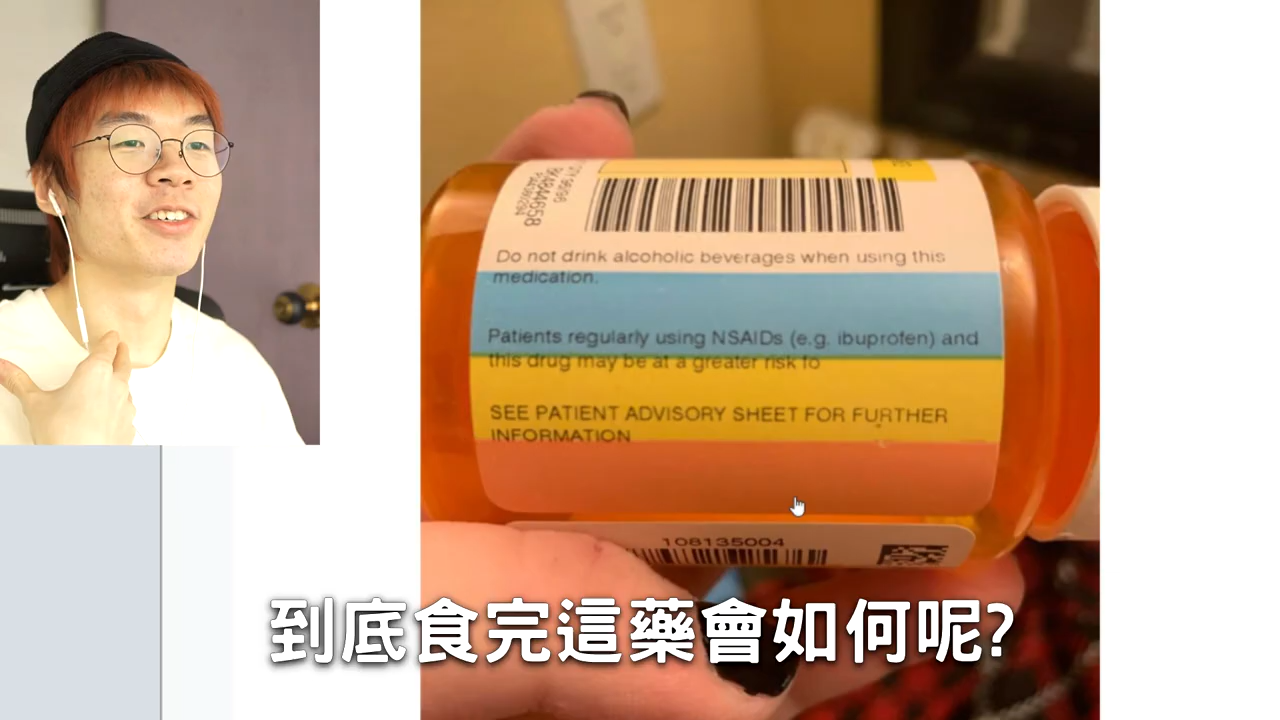 BK4844658
Do not drink alcoholic beverages when using this
medication.
Patients regularly using NSAIDs (e.g. ibuprofen) and
this drug may be at a greater risk fo
SEE PATIENT ADVISORY SHEET FOR FURTHER
INFORMATION
108135004
到底食完這藥會如何呢?